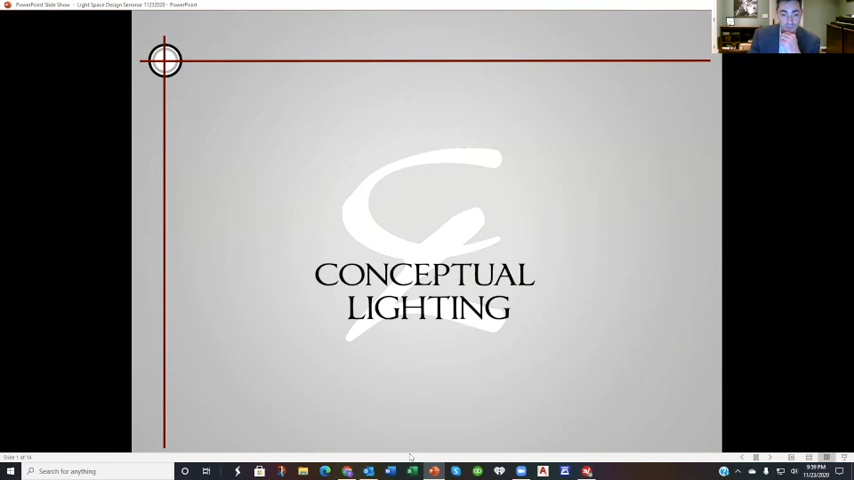 PowerPoint Slide Show - Light Space Design Seminar 11232020 - PowerPoint
CONCEPTUAL
LIGHTING
Slide 1 of 14
Search for anything
9:59 PM
11/23/2020